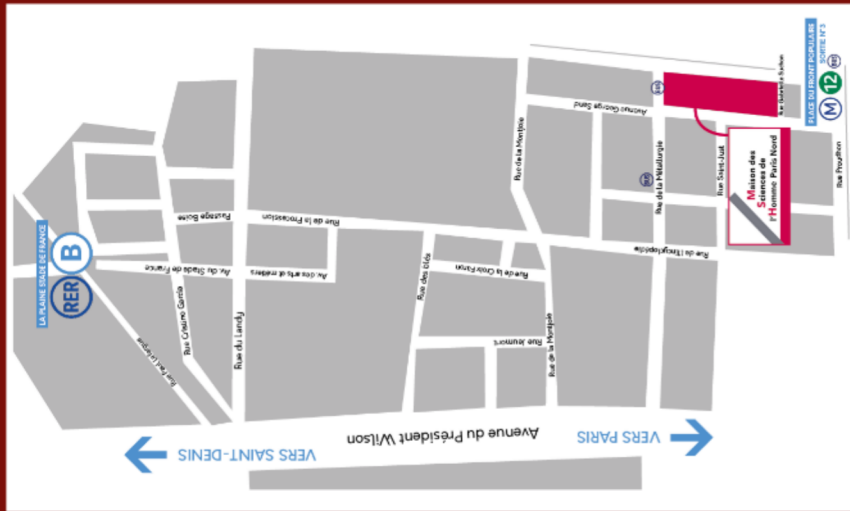 LA PLAINE STADE DE FRANCE
RER B
Rue Paul Lafargue
Rue Cristino Garcia
Av. du Stade de France
Passage Boise
Rue du Landy
Rue de la Procession
Av. des arts et métiers
Rue des blés
Rue de la Croix Faron
Rue Jeumont
Rue de la Montjoie
Rue de la Montjoie
Avenue George Sand
Rue de la Métallurgie
Rue de l'Encyclopédie
Rue Saint-Just
Rue Proudhon
PLACE DU FRONT POPULAIRE
SORTIE N°3
M 12
Maison des
Sciences de
l'Homme Paris Nord
Avenue du Président Wilson
VERS SAINT-DENIS
VERS PARIS